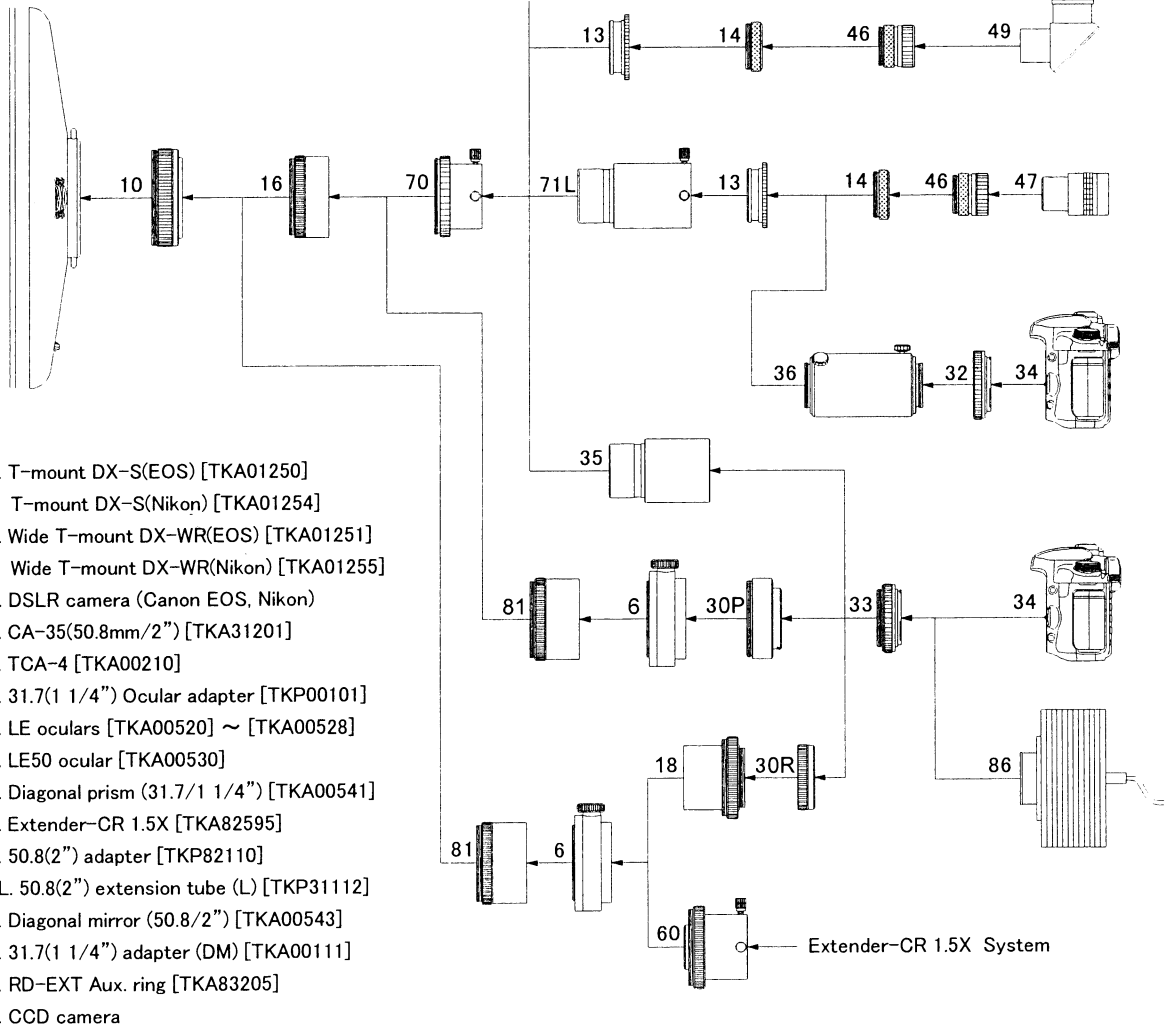 13
14
46
49
10
16
70
71L
13
14
46
47
36
32
34
35
. T-mount DX-S(EOS) [TKA01250]
T-mount DX-S(Nikon) [TKA01254]
. Wide T-mount DX-WR(EOS) [TKA01251]
Wide T-mount DX-WR(Nikon) [TKA01255]
. DSLR camera (Canon EOS, Nikon)
. CA-35(50.8mm/2”) [TKA31201]
. TCA-4 [TKA00210]
. 31.7(1 1/4”) Ocular adapter [TKP00101]
. LE oculars [TKA00520] ~ [TKA00528]
. LE50 ocular [TKA00530]
. Diagonal prism (31.7/1 1/4”) [TKA00541]
. Extender-CR 1.5X [TKA82595]
. 50.8(2”) adapter [TKP82110]
L. 50.8(2”) extension tube (L) [TKP31112]
. Diagonal mirror (50.8/2”) [TKA00543]
. 31.7(1 1/4”) adapter (DM) [TKA00111]
. RD-EXT Aux. ring [TKA83205]
. CCD camera
81
6
30P
33
34
18
30R
86
81
6
60
Extender-CR 1.5X System